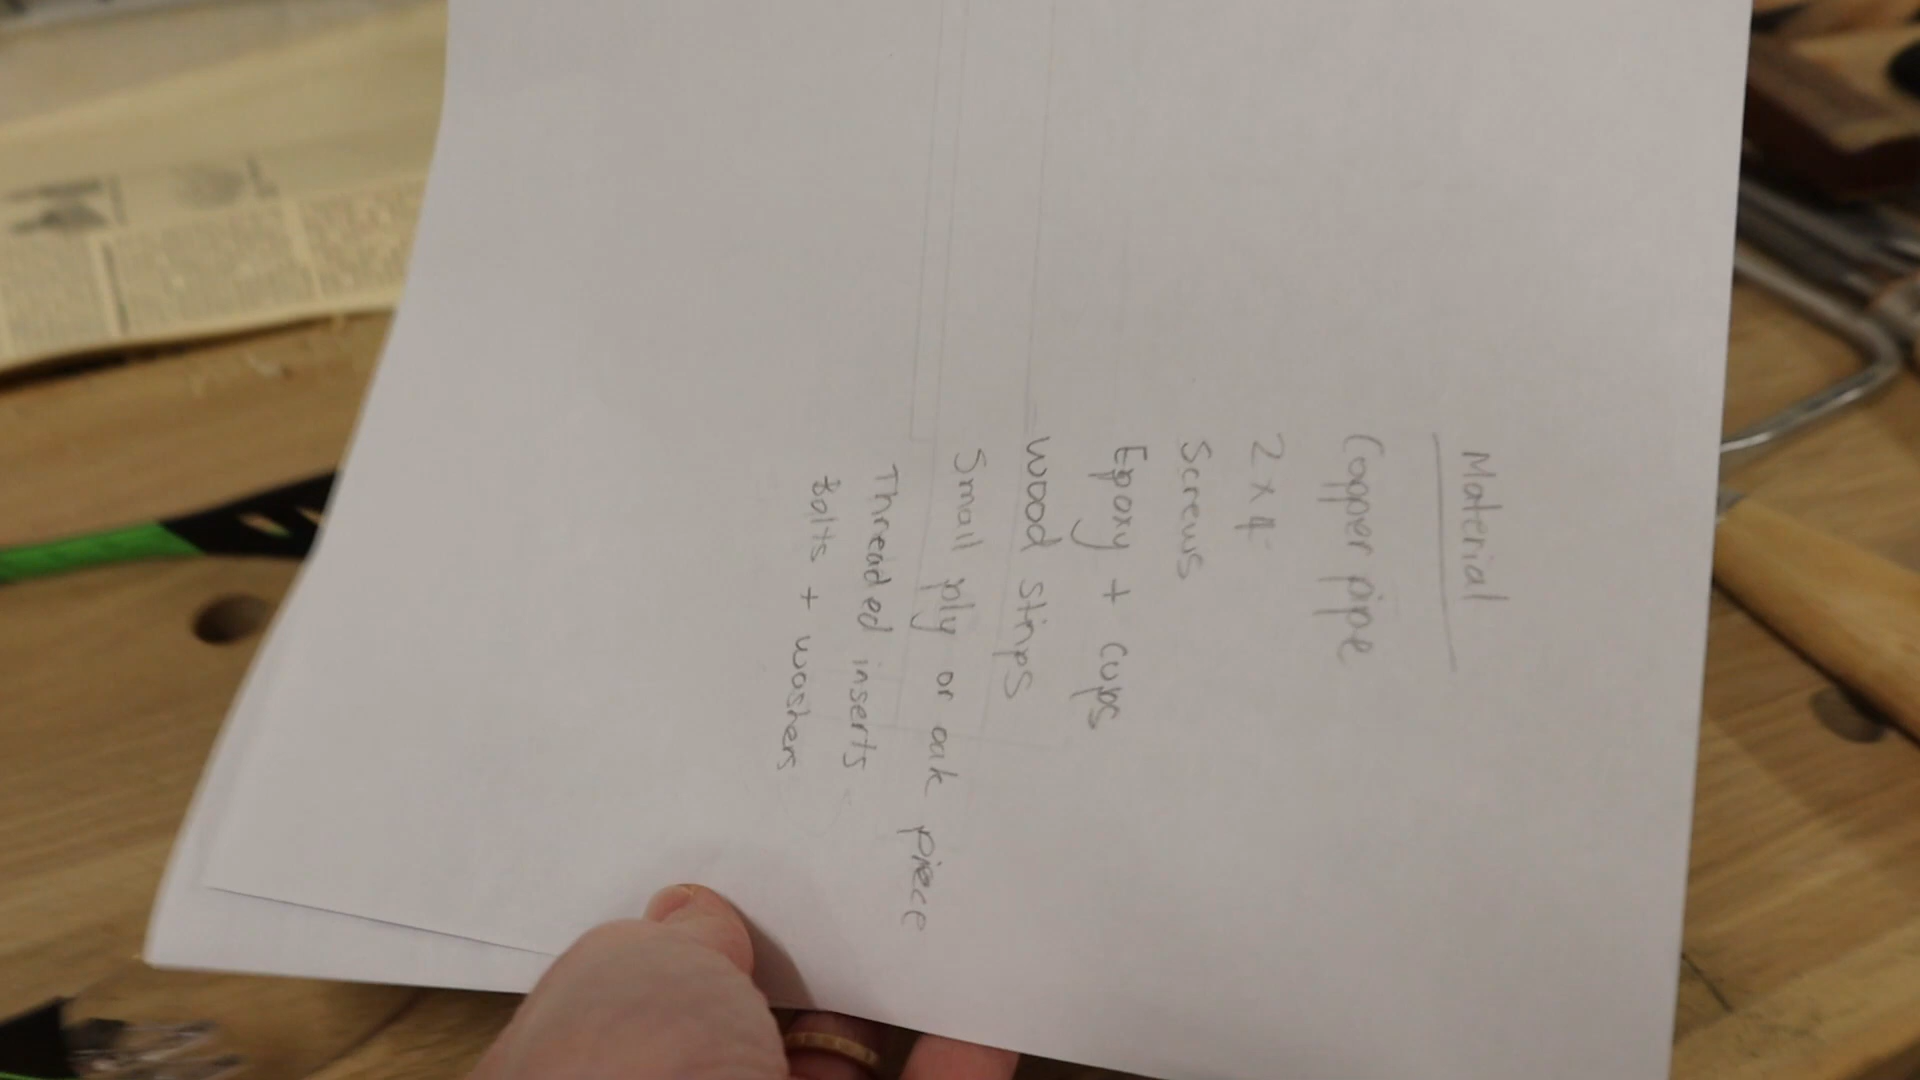 Material
Copper pipe
2x4
Screws
Epoxy + cups
wood strips
Small ply or oak piece
Threaded inserts
Bolts + washers